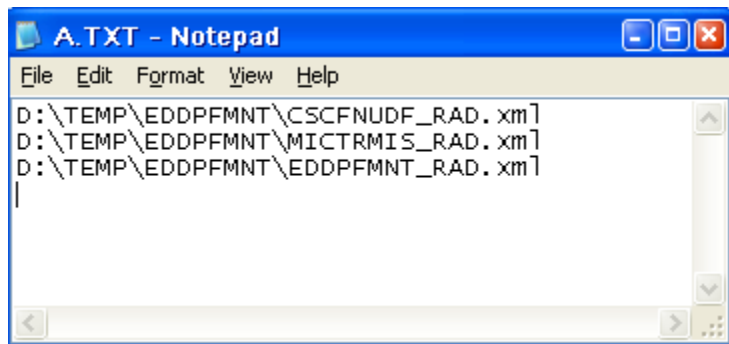 A.TXT - Notepad
File Edit Format View Help
D:\TEMP\EDDPFMNT\CSCFNUDF_RAD.xml
D:\TEMP\EDDPFMNT\MICTRMIS_RAD.xml
D:\TEMP\EDDPFMNT\EDDPFMNT_RAD.xml